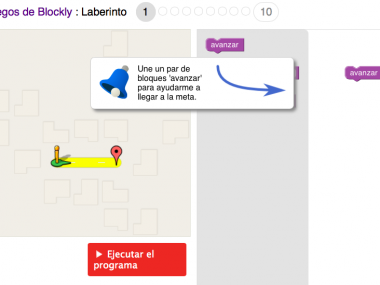 egos de Blockly : Laberinto 1 10
avanzar
Une un par de
bloques 'avanzar'
para ayudarme a
llegar a la meta.
avanzar
Ejecutar el
programa